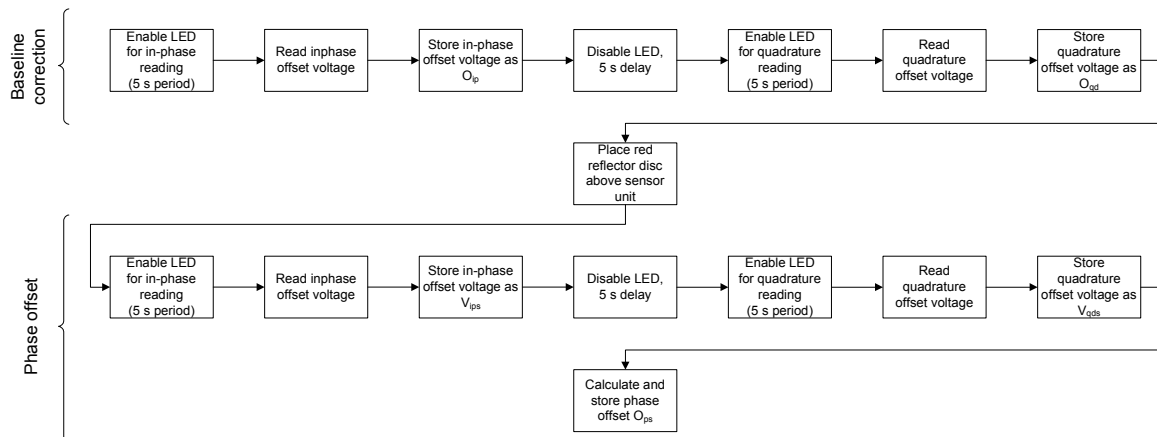 Baseline
correction
Enable LED
for in-phase
reading
(5 s period)
Read inphase
offset voltage
Store in-phase
offset voltage as
Oip
Disable LED,
5 s delay
Enable LED
for quadrature
reading
(5 s period)
Read
quadrature
offset voltage
Store
quadrature
offset voltage as
Oqd
Place red
reflector disc
above sensor
unit
Phase offset
Enable LED
for in-phase
reading
(5 s period)
Read inphase
offset voltage
Store in-phase
offset voltage as
Vips
Disable LED,
5 s delay
Enable LED
for quadrature
reading
(5 s period)
Read
quadrature
offset voltage
Store
quadrature
offset voltage as
Vqds
Calculate and
store phase
offset Ops